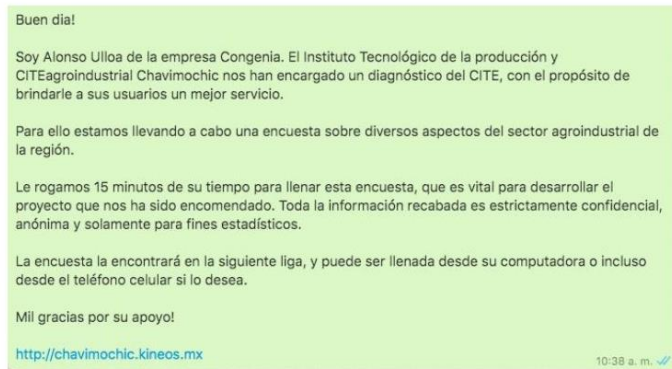 Buen dia!
Soy Alonso Ulloa de la empresa Congenia. El Instituto Tecnológico de la producción y
CITEagroindustrial Chavimochic nos han encargado un diagnóstico del CITE, con el propósito de
brindarle a sus usuarios un mejor servicio.
Para ello estamos llevando a cabo una encuesta sobre diversos aspectos del sector agroindustrial de
la región.
Le rogamos 15 minutos de su tiempo para llenar esta encuesta, que es vital para desarrollar el
proyecto que nos ha sido encomendado. Toda la información recabada es estrictamente confidencial,
anónima y solamente para fines estadísticos.
La encuesta la encontrará en la siguiente liga, y puede ser llenada desde su computadora o incluso
desde el teléfono celular si lo desea.
Mil gracias por su apoyo!
http://chavimochic.kineos.mx
10:38 a. m.